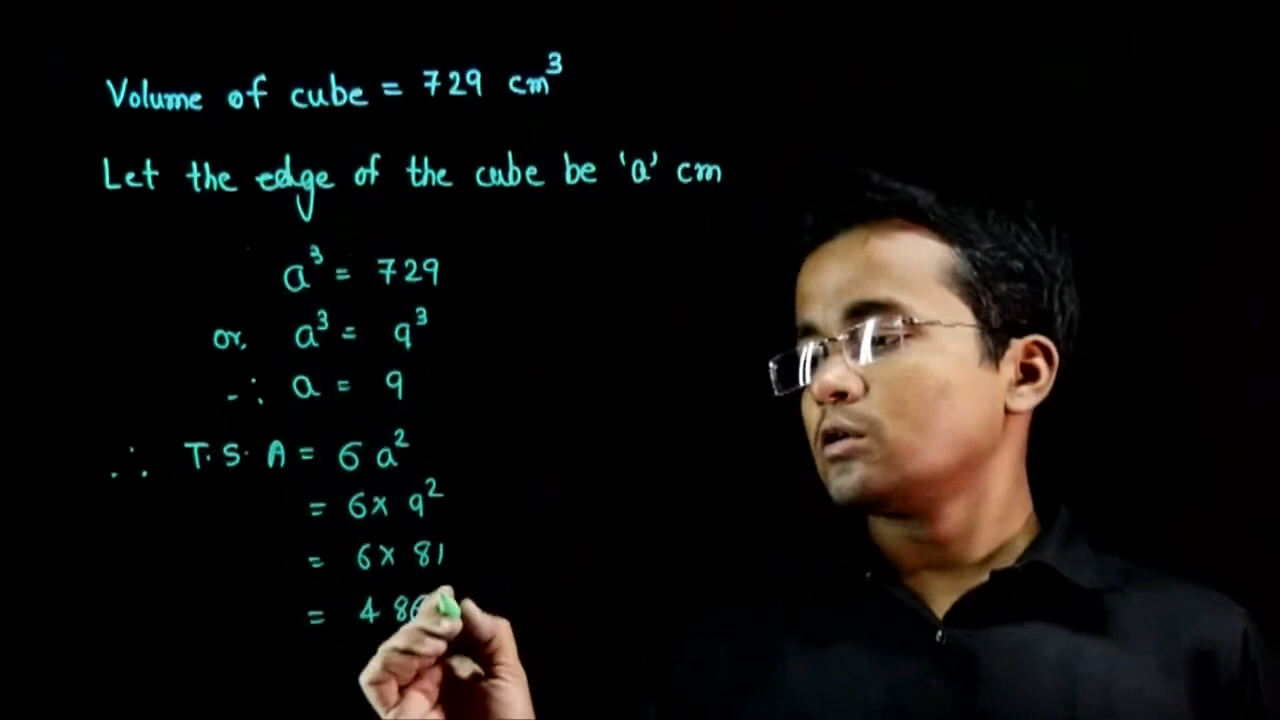 Volume of cube = 729 cm³
Let the edge of the cube be 'a' cm
a³ = 729
or, a³ = 9³
∴ a = 9
∴ T.S.A = 6 a²
= 6 × 9²
= 6 × 81
= 486